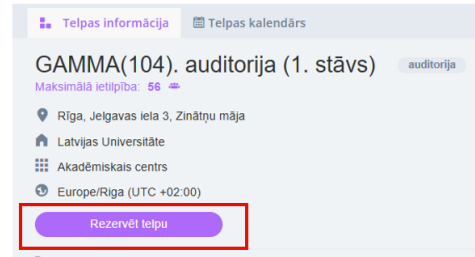 Telpas informācija Telpas kalendārs
GAMMA(104). auditorija (1. stāvs) auditorija
Maksimālā ietilpība: 56
Rīga, Jelgavas iela 3, Zinātņu māja
Latvijas Universitāte
Akadēmiskais centrs
Europe/Riga (UTC +02:00)
Rezervēt telpu